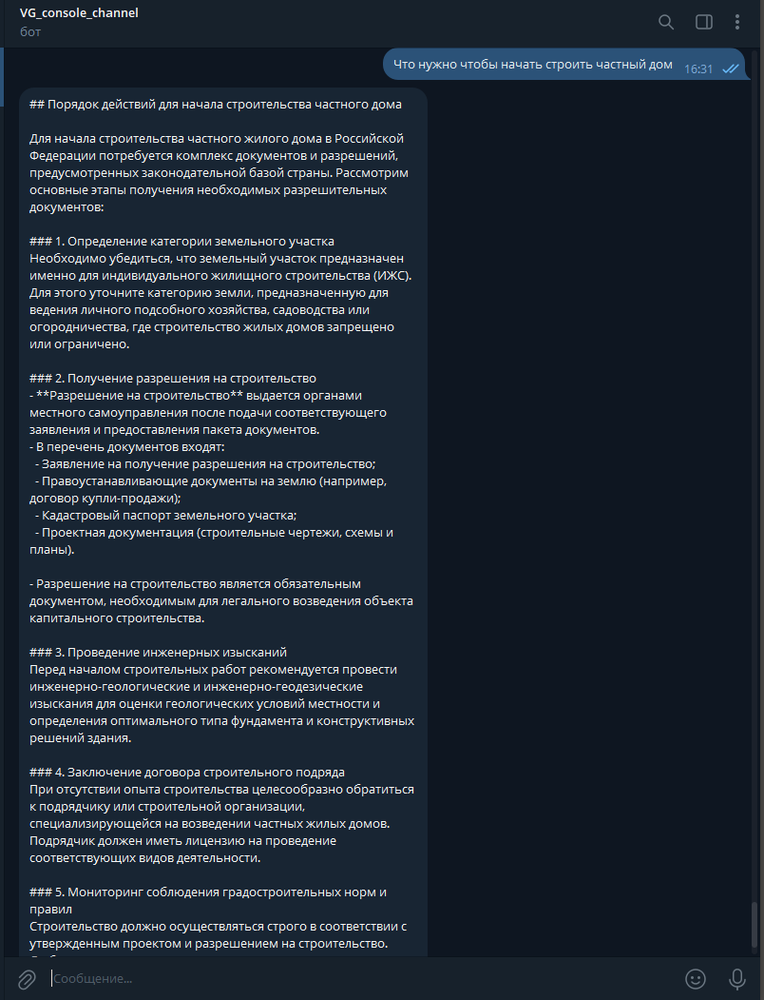 VG_console_channel
бот
Что нужно чтобы начать строить частный дом 16:31
## Порядок действий для начала строительства частного дома
Для начала строительства частного жилого дома в Российской
Федерации потребуется комплекс документов и разрешений,
предусмотренных законодательной базой страны. Рассмотрим
основные этапы получения необходимых разрешительных
документов:
### 1. Определение категории земельного участка
Необходимо убедиться, что земельный участок предназначен
именно для индивидуального жилищного строительства (ИЖС).
Для этого уточните категорию земли, предназначенную для
ведения личного подсобного хозяйства, садоводства или
огородничества, где строительство жилых домов запрещено
или ограничено.
### 2. Получение разрешения на строительство
- **Разрешение на строительство** выдается органами
местного самоуправления после подачи соответствующего
заявления и предоставления пакета документов.
- В перечень документов входят:
- Заявление на получение разрешения на строительство;
- Правоустанавливающие документы на землю (например,
договор купли-продажи);
- Кадастровый паспорт земельного участка;
- Проектная документация (строительные чертежи, схемы и
планы).
- Разрешение на строительство является обязательным
документом, необходимым для легального возведения объекта
капитального строительства.
### 3. Проведение инженерных изысканий
Перед началом строительных работ рекомендуется провести
инженерно-геологические и инженерно-геодезические
изыскания для оценки геологических условий местности и
определения оптимального типа фундамента и конструктивных
решений здания.
### 4. Заключение договора строительного подряда
При отсутствии опыта строительства целесообразно обратиться
к подрядчику или строительной организации,
специализирующейся на возведении частных жилых домов.
Подрядчик должен иметь лицензию на проведение
соответствующих видов деятельности.
### 5. Мониторинг соблюдения градостроительных норм и
правил
Строительство должно осуществляться строго в соответствии с
утвержденным проектом и разрешением на строительство.
Сообщение...